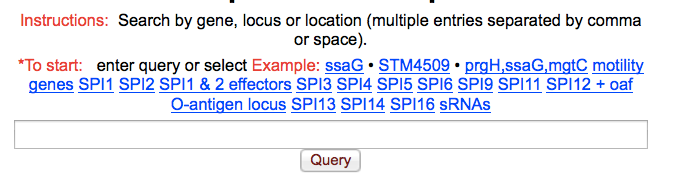 Instructions: Search by gene, locus or location (multiple entries separated by comma
or space).
*To start: enter query or select Example: ssaG • STM4509 • prgH,ssaG,mgtC motility
genes SPI1 SPI2 SPI1 & 2 effectors SPI3 SPI4 SPI5 SPI6 SPI9 SPI11 SPI12 + oaf
O-antigen locus SPI13 SPI14 SPI16 sRNAs
Query